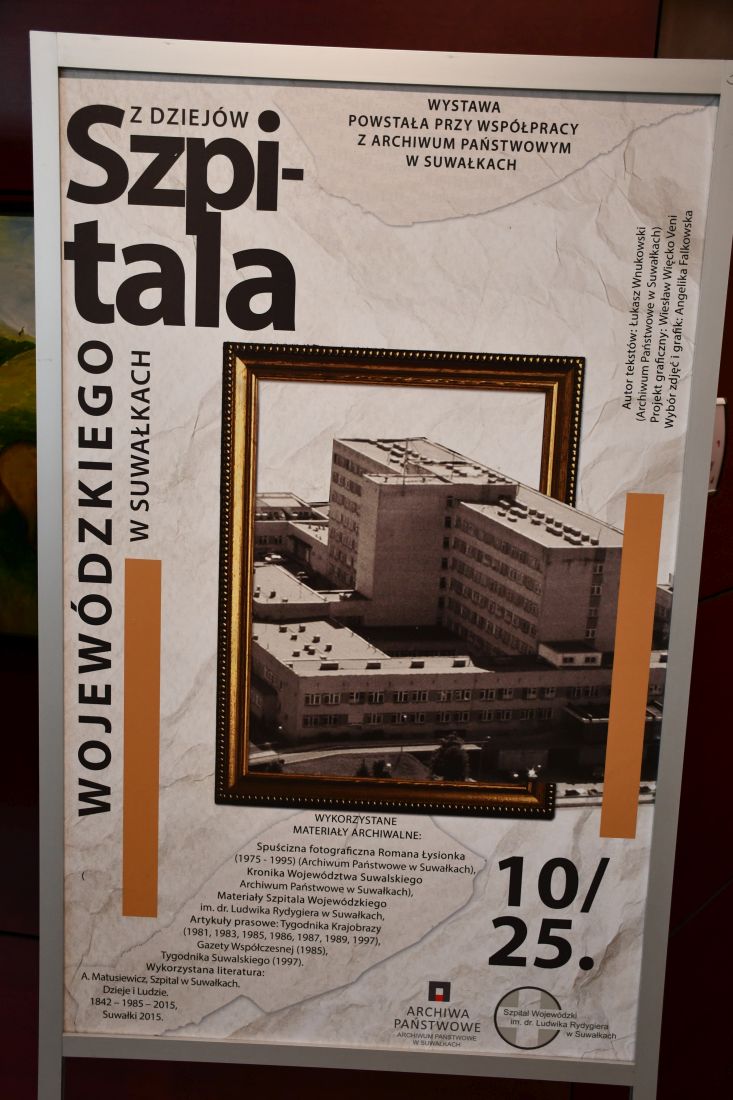 Z DZIEJÓW
Szpi-
tala
WOJEWÓDZKIEGO
W SUWAŁKACH
WYSTAWA
POWSTAŁA PRZY WSPÓŁPRACY
Z ARCHIWUM PAŃSTWOWYM
W SUWAŁKACH
Autor tekstów: Łukasz Wnukowski
(Archiwum Państwowe w Suwałkach)
Projekt graficzny: Wiesław Więcko Veni
Wybór zdjęć i grafik: Angelika Falkowska
WYKORZYSTANE
MATERIAŁY ARCHIWALNE:
Spuścizna fotograficzna Romana Łysionka
(1975 - 1995) (Archiwum Państwowe w Suwałkach),
Kronika Województwa Suwalskiego
Archiwum Państwowe w Suwałkach),
Materiały Szpitala Wojewódzkiego
im. dr. Ludwika Rydygiera w Suwałkach,
Artykuły prasowe: Tygodnika Krajobrazy
(1981, 1983, 1985, 1986, 1987, 1989, 1997),
Gazety Współczesnej (1985),
Tygodnika Suwalskiego (1997).
Wykorzystana literatura:
A. Matusiewicz, Szpital w Suwałkach.
Dzieje i Ludzie.
1842 – 1985 – 2015,
Suwałki 2015.
10/
25.
ARCHIWA
PAŃSTWOWE
ARCHIWUM PAŃSTWOWE
W SUWAŁKACH
Szpital Wojewódzki
im. dr. Ludwika Rydygiera
w Suwałkach